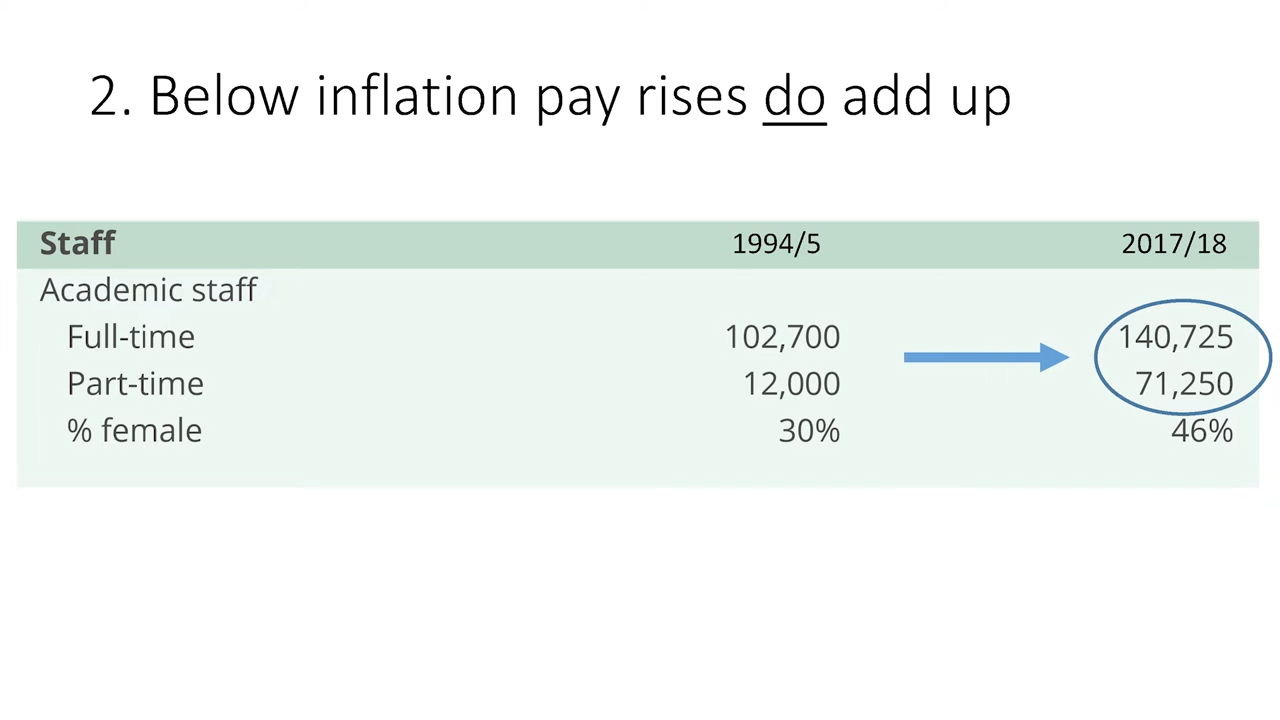 2. Below inflation pay rises do add up
Staff 1994/5 2017/18
Academic staff
Full-time 102,700 140,725
Part-time 12,000 71,250
% female 30% 46%